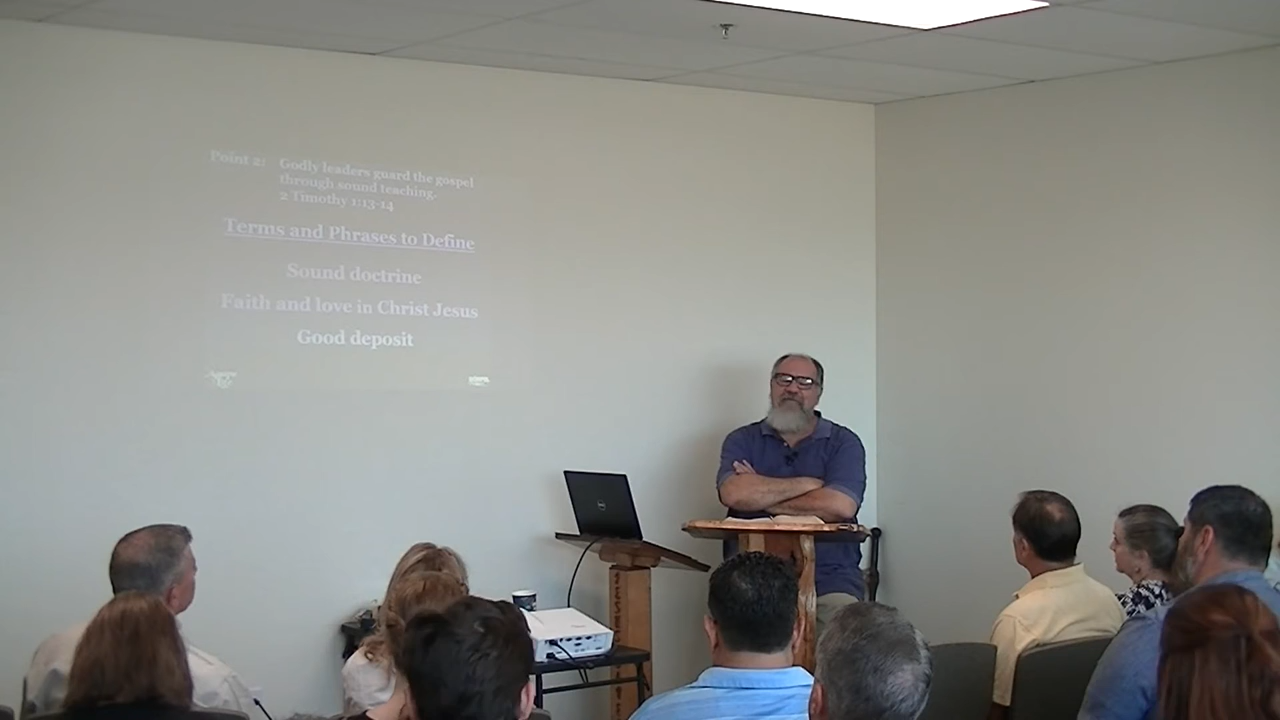 Point 2: Godly leaders guard the gospel
through sound teaching.
2 Timothy 1:13-14
Terms and Phrases to Define
Sound doctrine
Faith and love in Christ Jesus
Good deposit
DELL